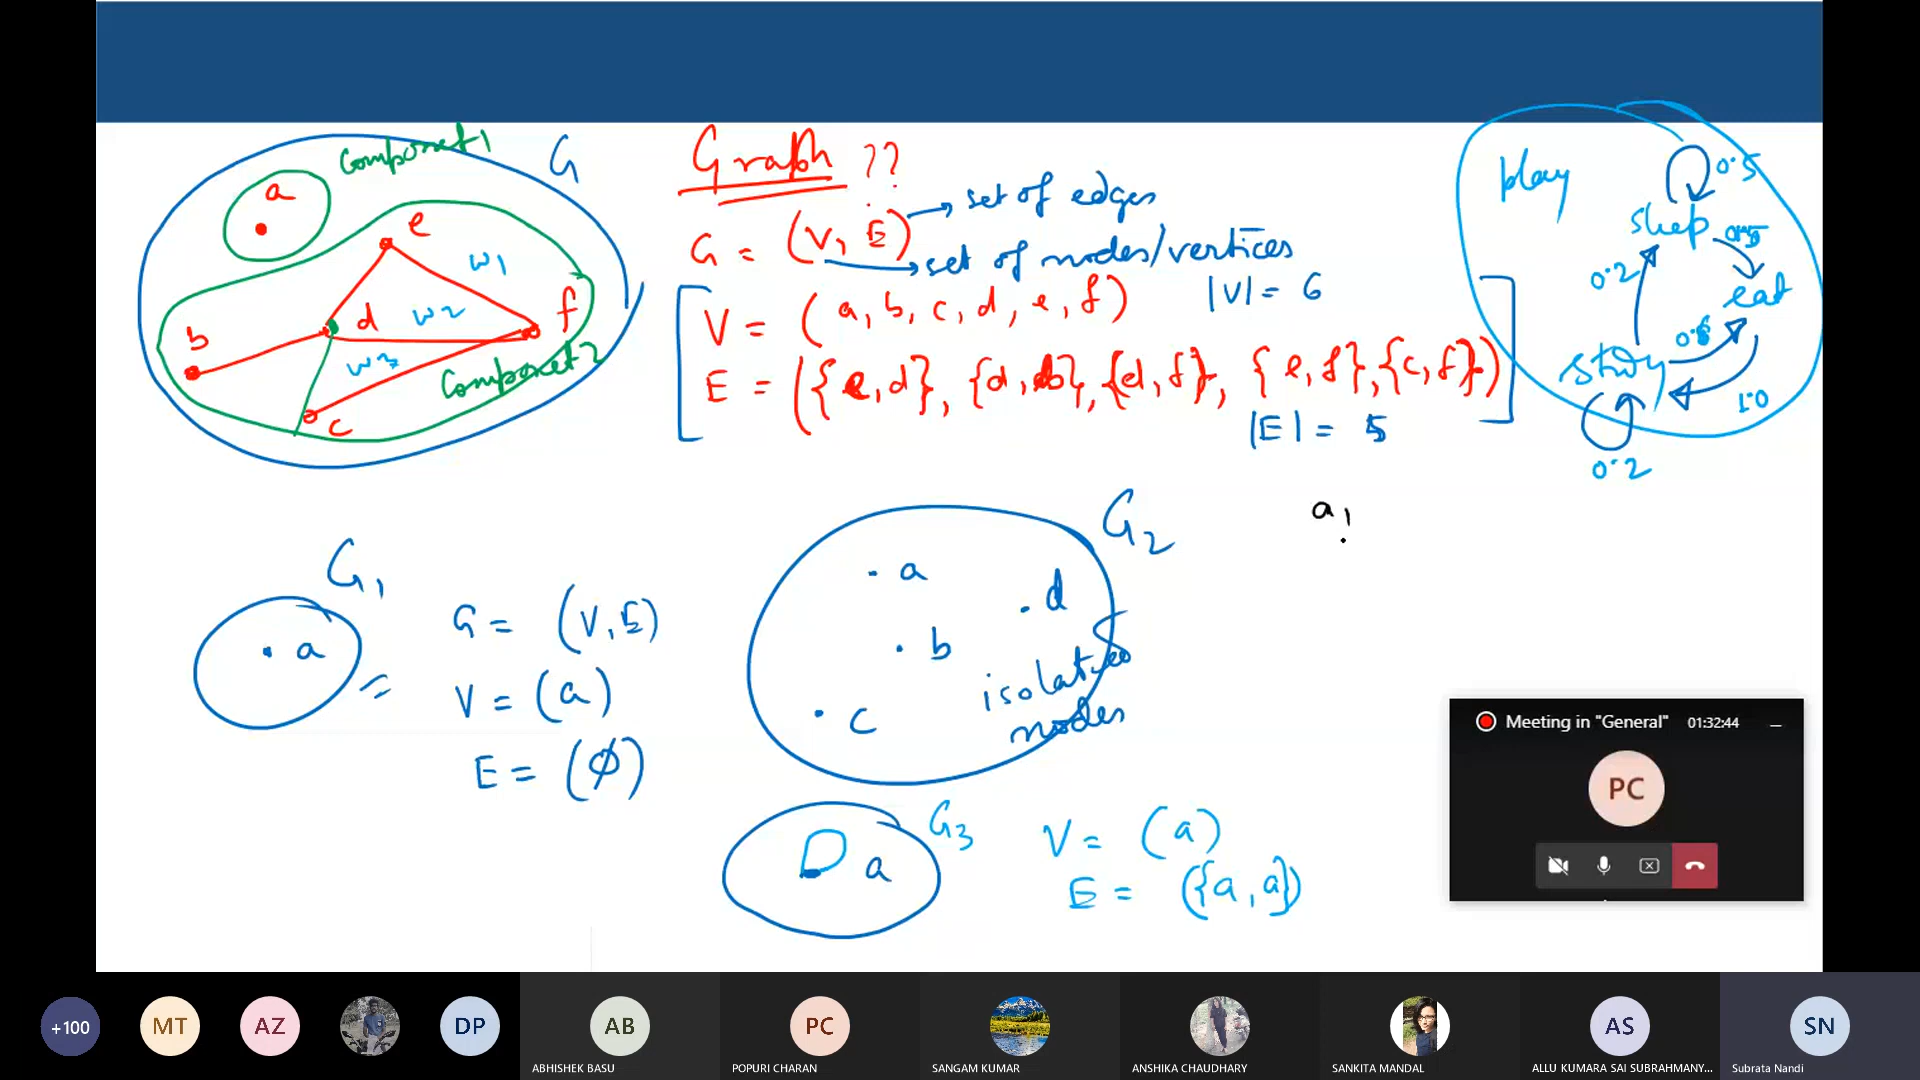 Graph ??
G = (V, E) → set of edges
→ set of nodes/vertices
V = (a, b, c, d, e, f) |V| = 6
E = ({e, d}, {d, b}, {d, f}, {e, f}, {c, f})
|E| = 5
G
Component 1
a
e
w1
b
d
w2
f
w3
Component 2
c
play
0.5
sleep
0.2
eat
study
1.0
0.2
G1
a =
G = (V, E)
V = (a)
E = (ϕ)
G2
a
d
b
c
isolated
nodes
a1
G3
a
V = (a)
E = ({a, a})
Meeting in "General" 01:32:44
PC
+100
MT
AZ
DP
AB
ABHISHEK BASU
PC
POPURI CHARAN
SANGAM KUMAR
ANSHIKA CHAUDHARY
SANKITA MANDAL
AS
ALLU KUMARA SAI SUBRAHMANY...
SN
Subrata Nandi